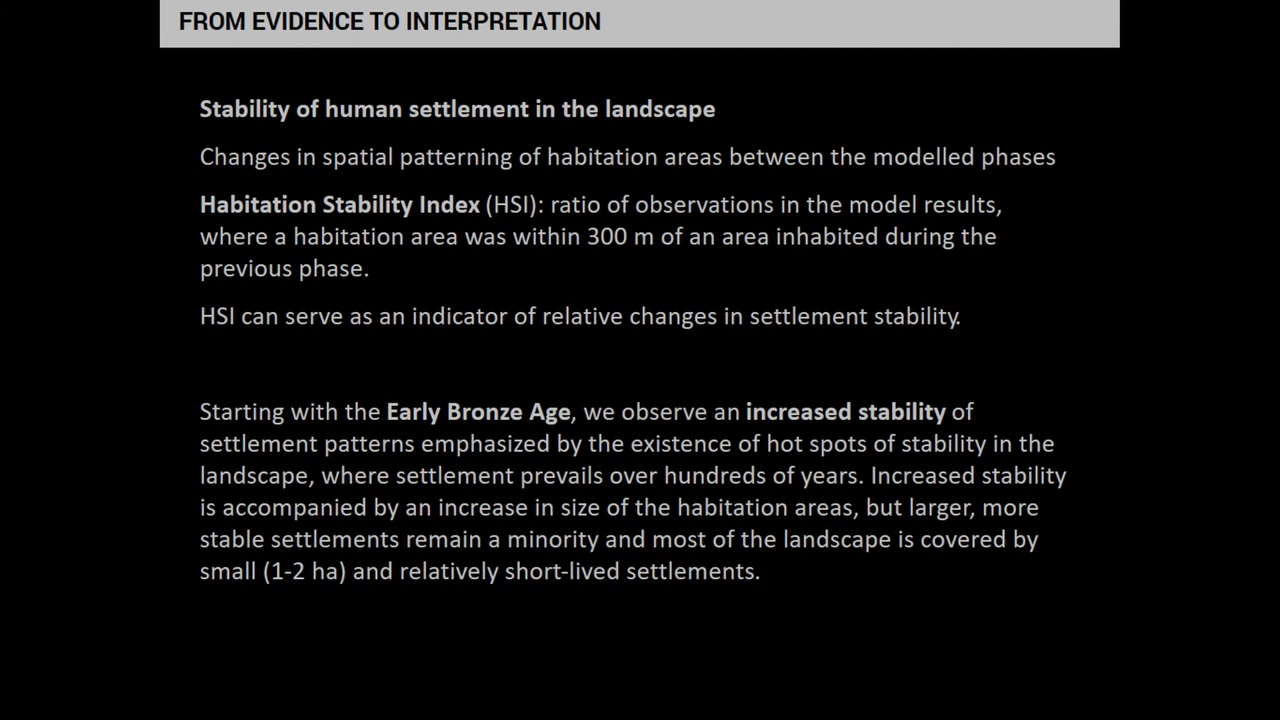 FROM EVIDENCE TO INTERPRETATION
Stability of human settlement in the landscape
Changes in spatial patterning of habitation areas between the modelled phases
Habitation Stability Index (HSI): ratio of observations in the model results,
where a habitation area was within 300 m of an area inhabited during the
previous phase.
HSI can serve as an indicator of relative changes in settlement stability.
Starting with the Early Bronze Age, we observe an increased stability of
settlement patterns emphasized by the existence of hot spots of stability in the
landscape, where settlement prevails over hundreds of years. Increased stability
is accompanied by an increase in size of the habitation areas, but larger, more
stable settlements remain a minority and most of the landscape is covered by
small (1-2 ha) and relatively short-lived settlements.